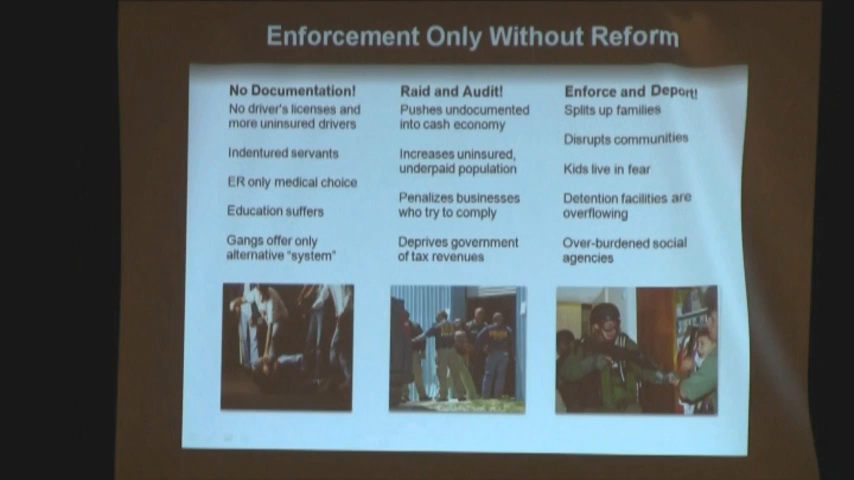 Enforcement Only Without Reform
No Documentation!
No driver's licenses and
more uninsured drivers
Indentured servants
ER only medical choice
Education suffers
Gangs offer only
alternative "system"
Raid and Audit!
Pushes undocumented
into cash economy
Increases uninsured,
underpaid population
Penalizes businesses
who try to comply
Deprives government
of tax revenues
Enforce and Deport!
Splits up families
Disrupts communities
Kids live in fear
Detention facilities are
overflowing
Over-burdened social
agencies